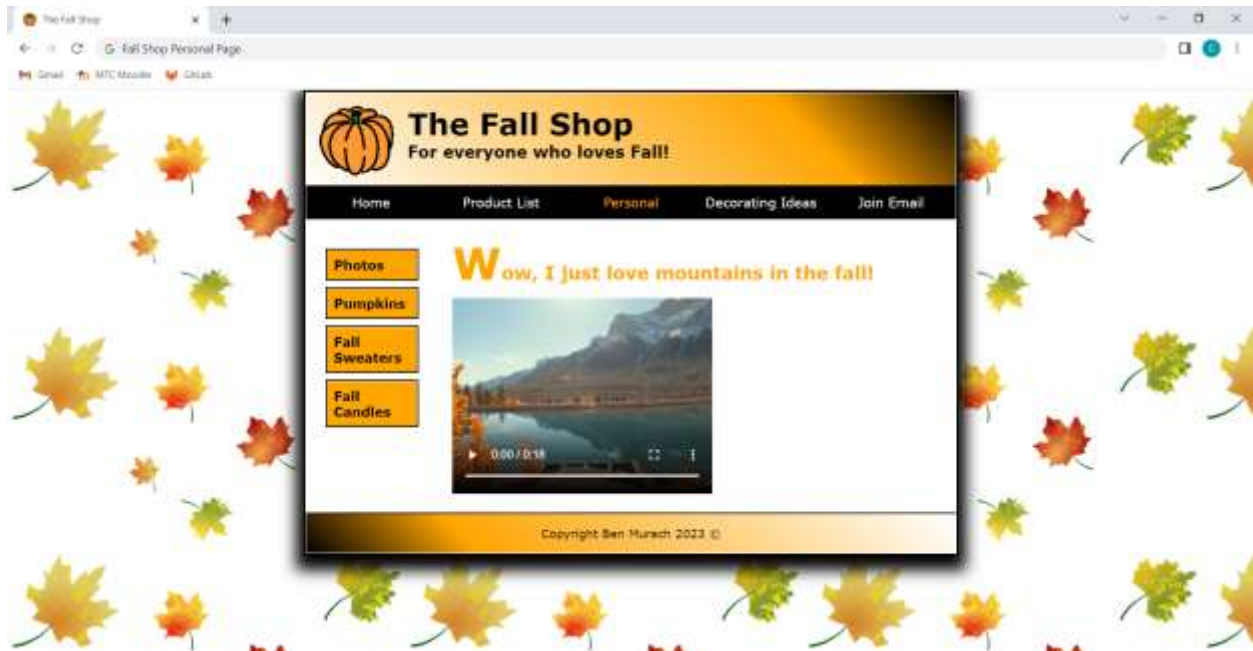 The Fall Shop
Fall Shop Personal Page
Gmail MTC Moodle GitLab
The Fall Shop
For everyone who loves Fall!
Home Product List Personal Decorating Ideas Join Email
Photos
Pumpkins
Fall
Sweaters
Fall
Candles
Wow, I just love mountains in the fall!
0:00 / 0:18
Copyright Ben Murach 2023 ©